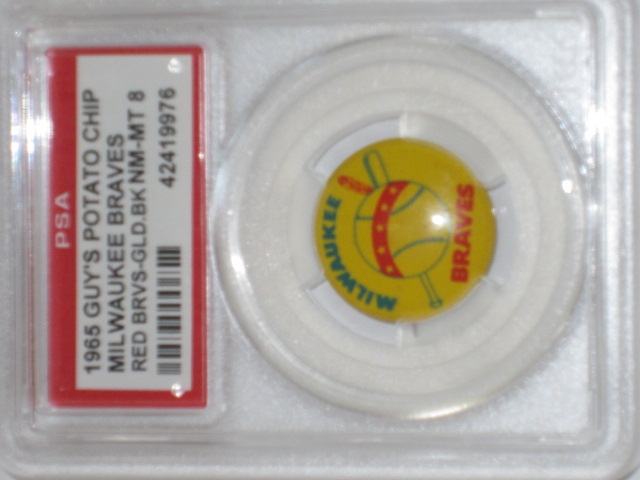 PSA
1965 GUY'S POTATO CHIP
MILWAUKEE BRAVES
RED BRVS-GLD.BK NM-MT 8
42419976
MILWAUKEE
BRAVES